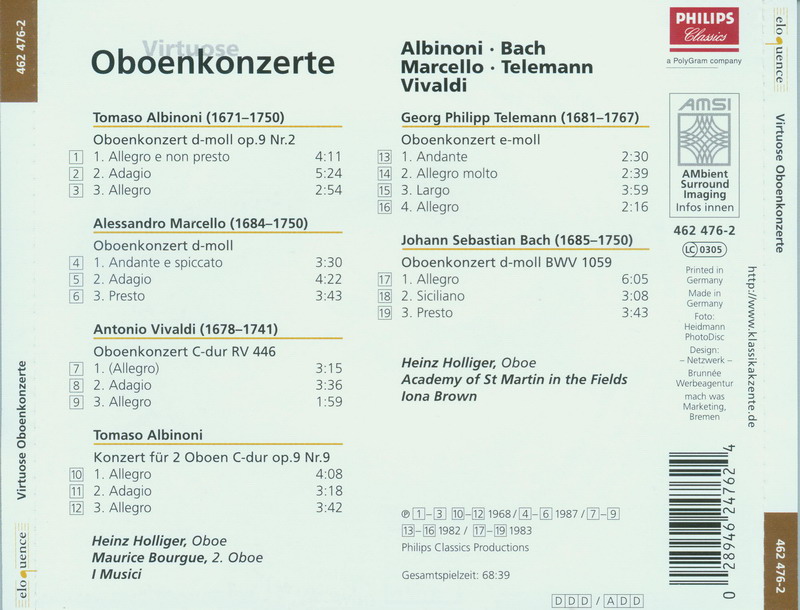 462 476-2
Virtuose Oboenkonzerte
eloquence
Virtuose
Oboenkonzerte
Tomaso Albinoni (1671–1750)
Oboenkonzert d-moll op.9 Nr.2
1 1. Allegro e non presto 4:11
2 2. Adagio 5:24
3 3. Allegro 2:54
Alessandro Marcello (1684–1750)
Oboenkonzert d-moll
4 1. Andante e spiccato 3:30
5 2. Adagio 4:22
6 3. Presto 3:43
Antonio Vivaldi (1678–1741)
Oboenkonzert C-dur RV 446
7 1. (Allegro) 3:15
8 2. Adagio 3:36
9 3. Allegro 1:59
Tomaso Albinoni
Konzert für 2 Oboen C-dur op.9 Nr.9
10 1. Allegro 4:08
11 2. Adagio 3:18
12 3. Allegro 3:42
Heinz Holliger, Oboe
Maurice Bourgue, 2. Oboe
I Musici
Albinoni · Bach
Marcello · Telemann
Vivaldi
Georg Philipp Telemann (1681–1767)
Oboenkonzert e-moll
13 1. Andante 2:30
14 2. Allegro molto 2:39
15 3. Largo 3:59
16 4. Allegro 2:16
Johann Sebastian Bach (1685–1750)
Oboenkonzert d-moll BWV 1059
17 1. Allegro 6:05
18 2. Siciliano 3:08
19 3. Presto 3:43
Heinz Holliger, Oboe
Academy of St Martin in the Fields
Iona Brown
℗ 1–3 10–12 1968/4–6 1987/7–9
13–16 1982/ 17–19 1983
Philips Classics Productions
Gesamtspielzeit: 68:39
DDD/ADD
PHILIPS
Classics
a PolyGram company
AMSI
AMbient
Surround
Imaging
Infos innen
462 476-2
LC 0305
Printed in
Germany
Made in
Germany
Foto:
Heidmann
PhotoDisc
Design:
– Netzwerk –
Brunnée
Werbeagentur
mach was
Marketing,
Bremen
http://www.klassikakzente.de
0 28946 24762 4
eloquence
Virtuose Oboenkonzerte
462 476-2